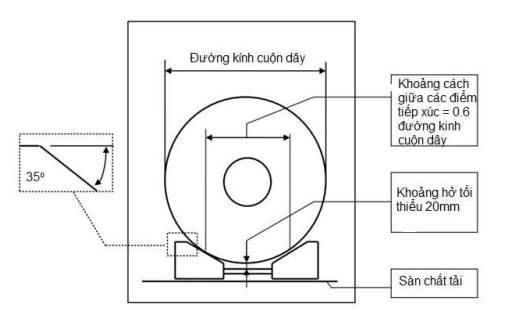 Đường kính cuộn dây
Khoảng cách
giữa các điểm
tiếp xúc = 0.6
đường kinh
cuộn dây
35º
Khoảng hở tối
thiểu 20mm
Sàn chất tải